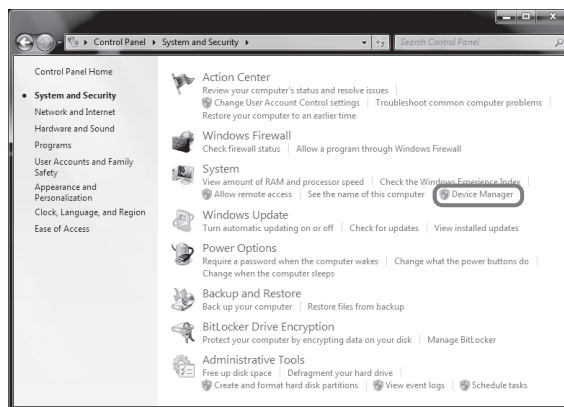 Control Panel ▸ System and Security ▸
Search Control Panel
Control Panel Home
System and Security
Network and Internet
Hardware and Sound
Programs
User Accounts and Family
Safety
Appearance and
Personalization
Clock, Language, and Region
Ease of Access
Action Center
Review your computer's status and resolve issues
Change User Account Control settings | Troubleshoot common computer problems
Restore your computer to an earlier time
Windows Firewall
Check firewall status | Allow a program through Windows Firewall
System
View amount of RAM and processor speed | Check the Windows Experience Index
Allow remote access | See the name of this computer | Device Manager
Windows Update
Turn automatic updating on or off | Check for updates | View installed updates
Power Options
Require a password when the computer wakes | Change what the power buttons do
Change when the computer sleeps
Backup and Restore
Back up your computer | Restore files from backup
BitLocker Drive Encryption
Protect your computer by encrypting data on your disk | Manage BitLocker
Administrative Tools
Free up disk space | Defragment your hard drive
Create and format hard disk partitions | View event logs | Schedule tasks